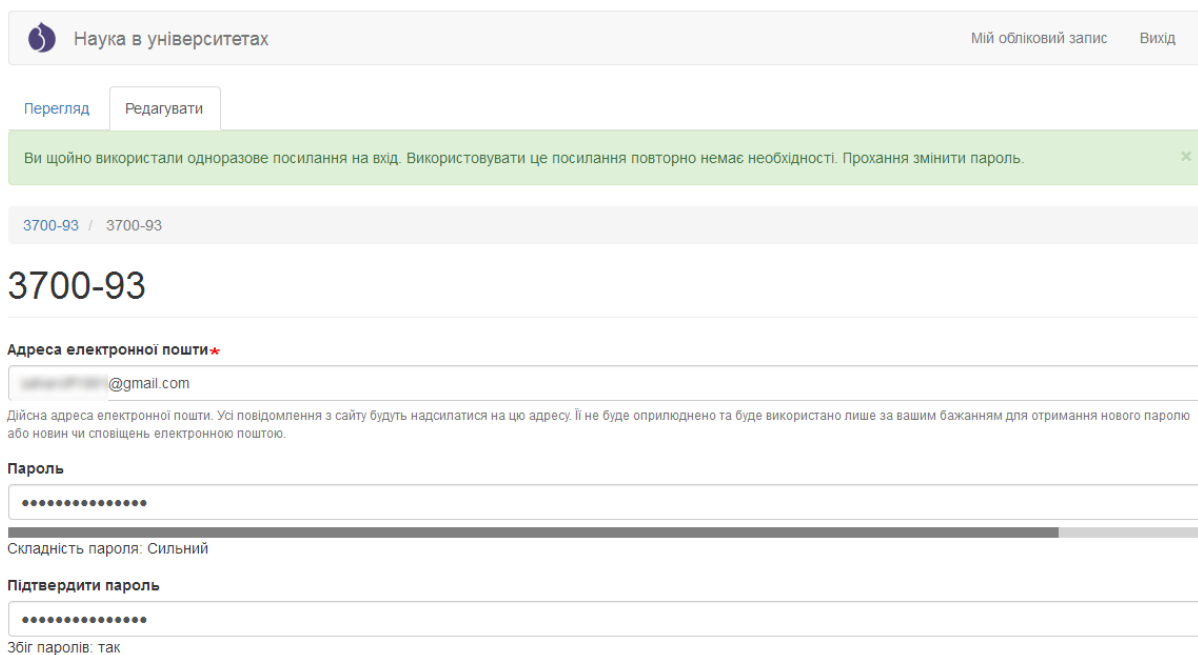 Наука в університетах Мій обліковий запис Вихід
Перегляд Редагувати
Ви щойно використали одноразове посилання на вхід. Використовувати це посилання повторно немає необхідності. Прохання змінити пароль. ×
3700-93 / 3700-93
3700-93
Адреса електронної пошти*
@gmail.com
Дійсна адреса електронної пошти. Усі повідомлення з сайту будуть надсилатися на цю адресу. Її не буде оприлюднено та буде використано лише за вашим бажанням для отримання нового паролю
або новин чи сповіщень електронною поштою.
Пароль
•••••••••••••••
Складність пароля: Сильний
Підтвердити пароль
•••••••••••••••
Збіг паролів: так